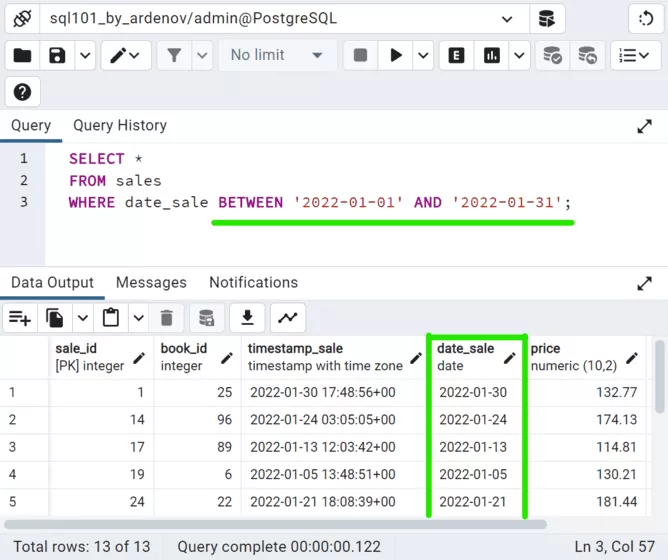 sql101_by_ardenov/admin@PostgreSQL
No limit
E
Query Query History
1 SELECT *
2 FROM sales
3 WHERE date_sale BETWEEN '2022-01-01' AND '2022-01-31';
Data Output Messages Notifications
sale_id book_id timestamp_sale date_sale price
[PK] integer integer timestamp with time zone date numeric (10,2)
1 1 25 2022-01-30 17:48:56+00 2022-01-30 132.77
2 14 96 2022-01-24 03:05:05+00 2022-01-24 174.13
3 17 89 2022-01-13 12:03:42+00 2022-01-13 114.81
4 19 6 2022-01-05 13:48:51+00 2022-01-05 130.21
5 24 22 2022-01-21 18:08:39+00 2022-01-21 181.44
Total rows: 13 of 13 Query complete 00:00:00.122 Ln 3, Col 57